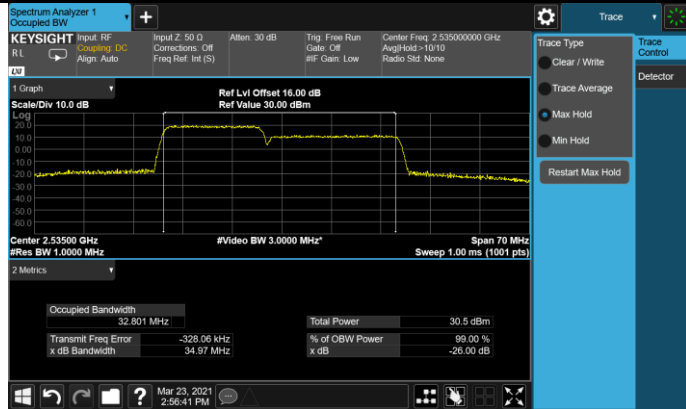 Spectrum Analyzer 1
Occupied BW
Trace
KEYSIGHT
RL
LXI
Input: RF
Coupling: DC
Align: Auto
Input Z: 50 Ω
Corrections: Off
Freq Ref: Int (S)
Atten: 30 dB
Trig: Free Run
Gate: Off
#IF Gain: Low
Center Freq: 2.535000000 GHz
Avg|Hold:>10/10
Radio Std: None
1 Graph
Scale/Div 10.0 dB
Ref Lvl Offset 16.00 dB
Ref Value 30.00 dBm
Log
20.0
10.0
0.00
-10.0
-20.0
-30.0
-40.0
-50.0
-60.0
Center 2.53500 GHz
#Res BW 1.0000 MHz
#Video BW 3.0000 MHz*
Span 70 MHz
Sweep 1.00 ms (1001 pts)
2 Metrics
Occupied Bandwidth
32.801 MHz
Transmit Freq Error -328.06 kHz
x dB Bandwidth 34.97 MHz
Total Power 30.5 dBm
% of OBW Power 99.00 %
x dB -26.00 dB
Mar 23, 2021
2:56:41 PM
Trace Type
Clear / Write
Trace Average
Max Hold
Min Hold
Restart Max Hold
Trace
Control
Detector